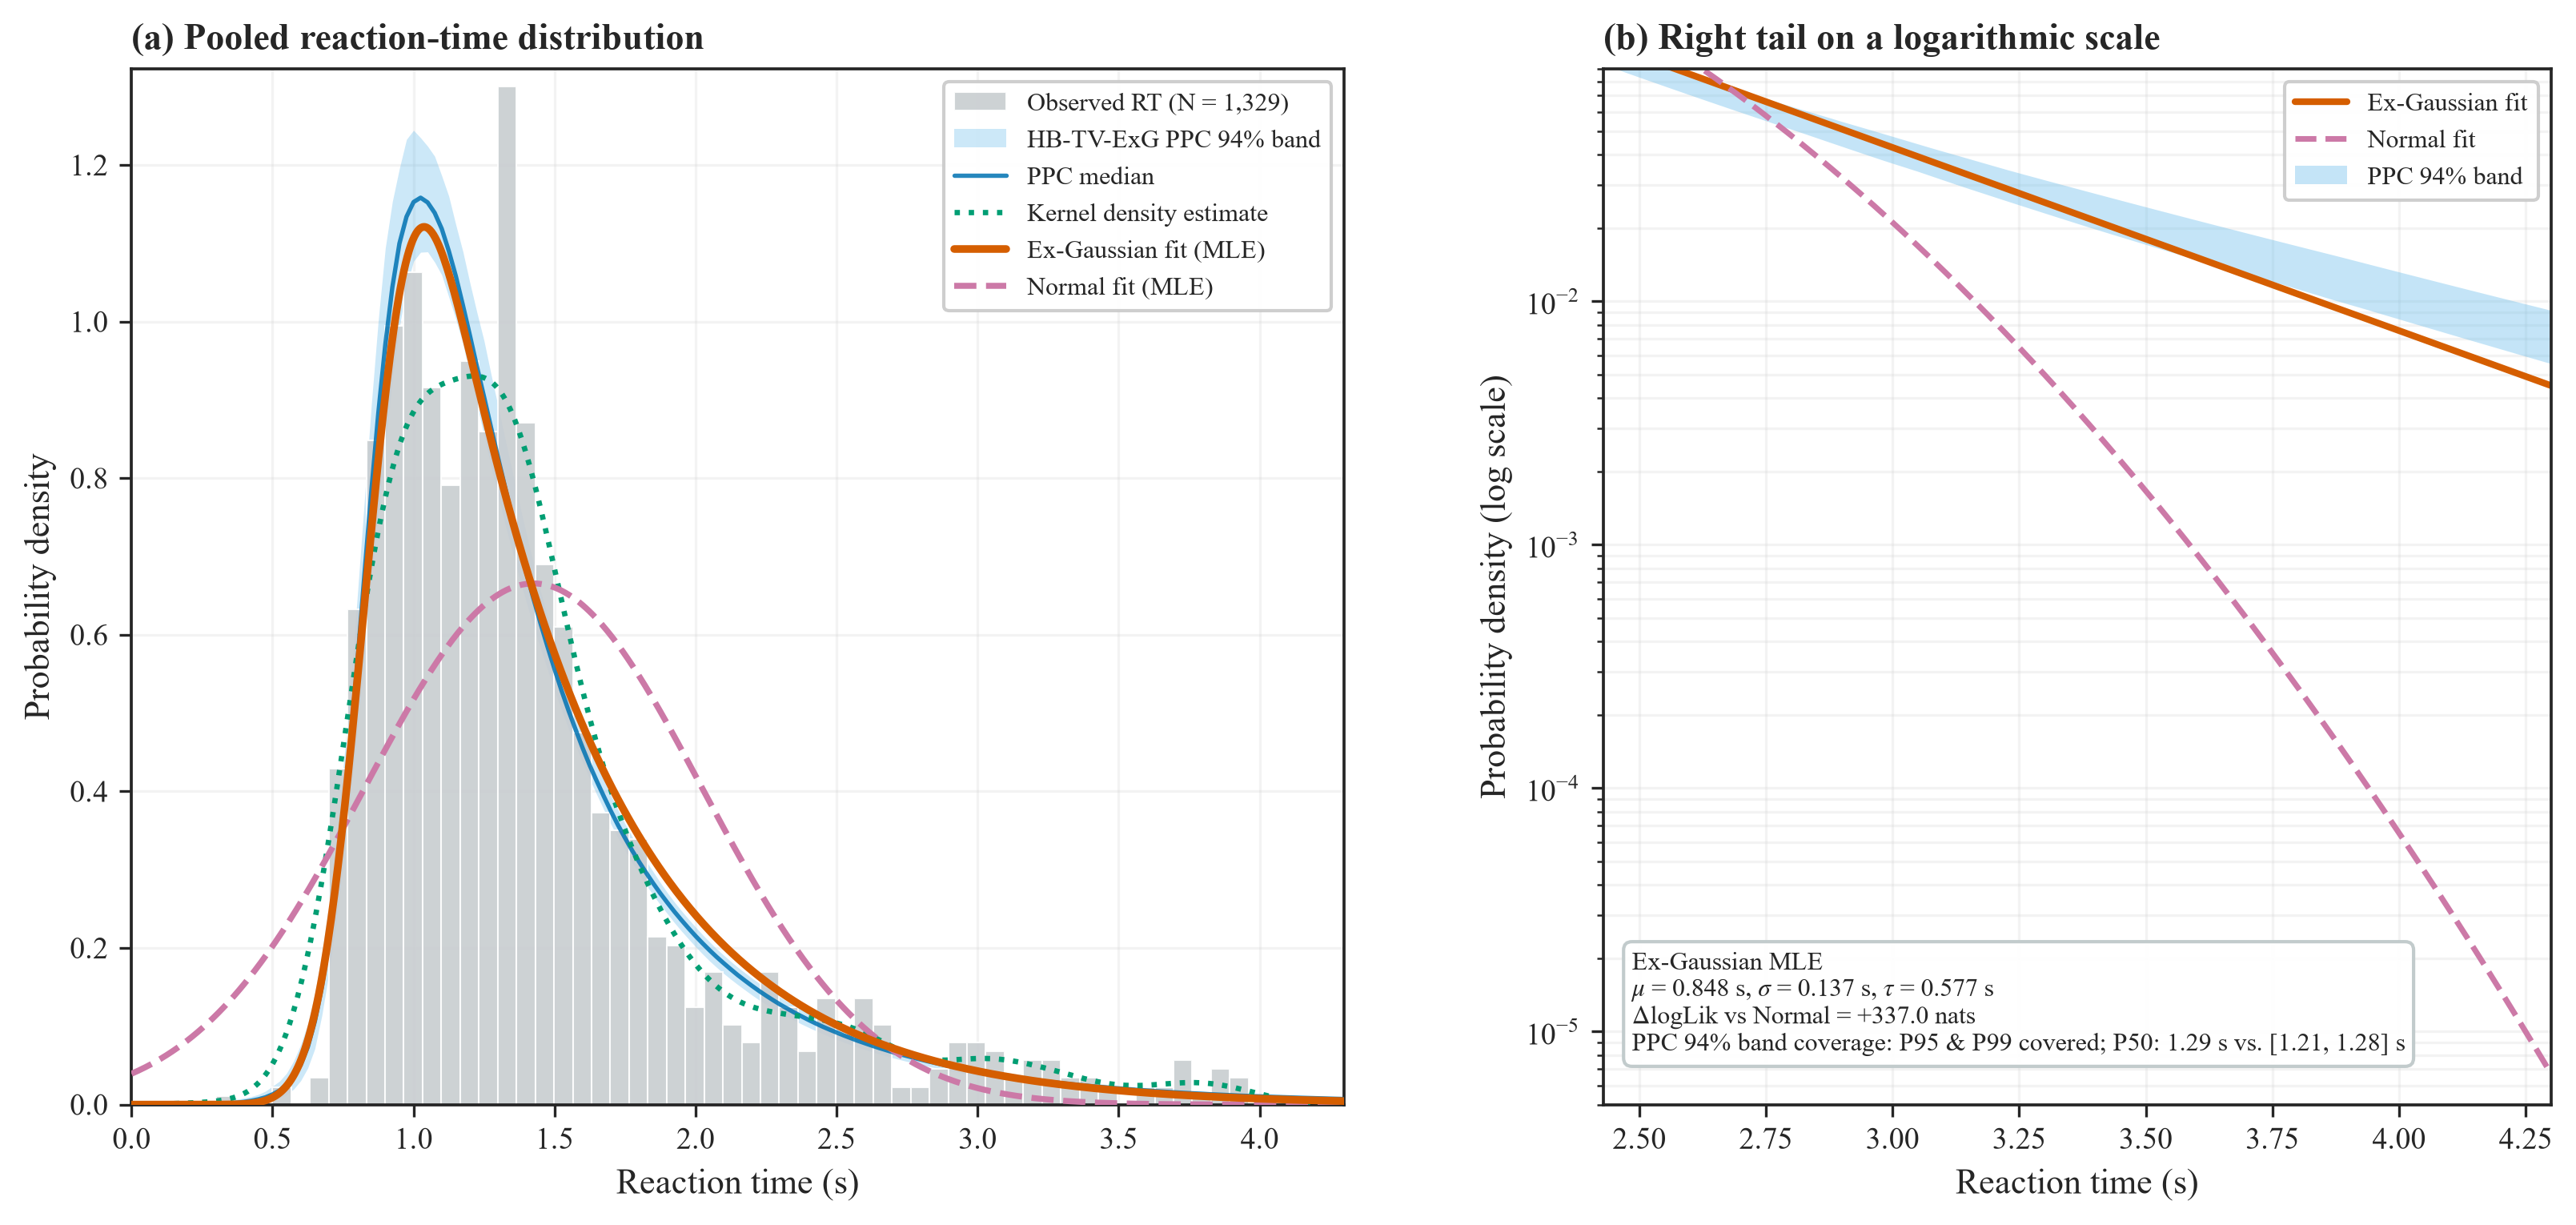 (a) Pooled reaction-time distribution
Probability density
1.2
1.0
0.8
0.6
0.4
0.2
0.0
0.0 0.5 1.0 1.5 2.0 2.5 3.0 3.5 4.0
Reaction time (s)
Observed RT (N = 1,329)
HB-TV-ExG PPC 94% band
PPC median
Kernel density estimate
Ex-Gaussian fit (MLE)
Normal fit (MLE)
(b) Right tail on a logarithmic scale
Probability density (log scale)
10⁻²
10⁻³
10⁻⁴
10⁻⁵
2.50 2.75 3.00 3.25 3.50 3.75 4.00 4.25
Reaction time (s)
Ex-Gaussian fit
Normal fit
PPC 94% band
Ex-Gaussian MLE
μ = 0.848 s, σ = 0.137 s, τ = 0.577 s
ΔlogLik vs Normal = +337.0 nats
PPC 94% band coverage: P95 & P99 covered; P50: 1.29 s vs. [1.21, 1.28] s